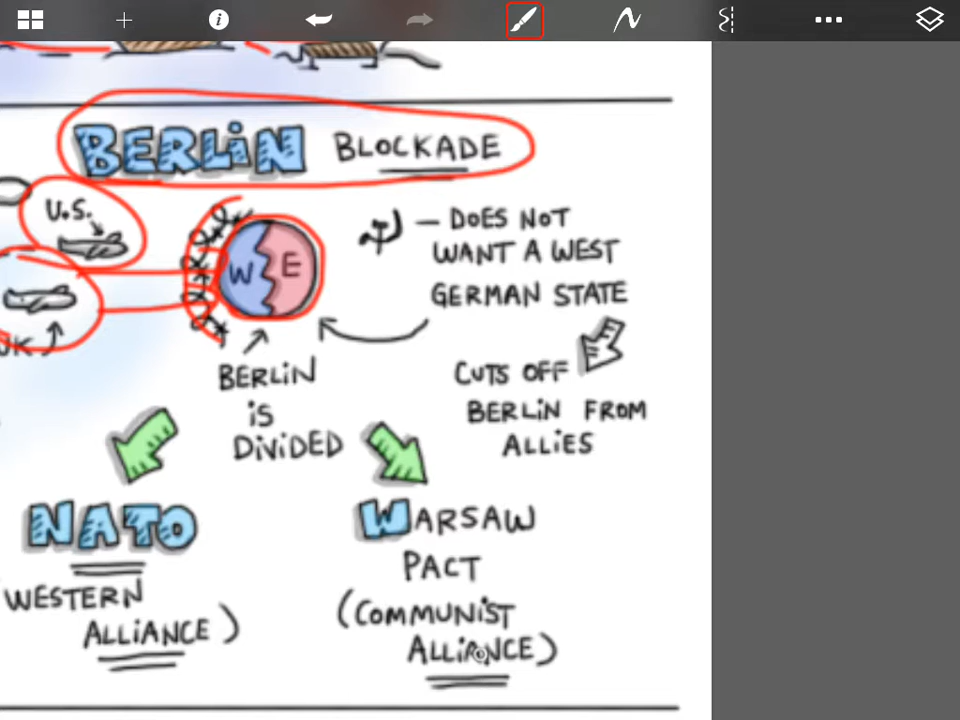 BERLiN BLOCKADE
U.S.
W E
UK
– DOES NOT
WANT A WEST
GERMAN STATE
BERLiN
iS
DiViDED
CUTS OFF
BERLiN FROM
ALLiES
NATO
(WESTERN
ALLiANCE)
WARSAW
PACT
(COMMUNiST
ALLiANCE)